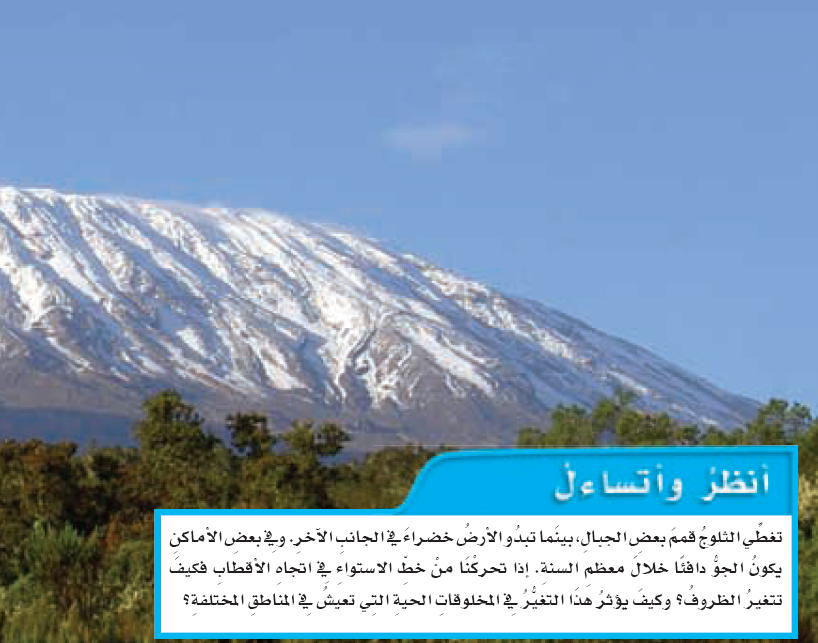 أنظرُ وأتساءلُ
تغطِّي الثلوجُ قممَ بعضِ الجبالِ، بينَما تبدُو الأرضُ خضراءَ في الجانبِ الآخرِ. وفي بعضِ الأماكنِ
يكونُ الجوُّ دافئًا خلالَ معظمِ السنةِ. إذا تحركْنَا منْ خطِّ الاستواءِ في اتجاهِ الأقطابِ فكيفَ
تتغيرُ الظروفُ؟ وكيفَ يؤثرُ هَذَا التغيُّرُ في المخلوقاتِ الحيةِ التِي تعيشُ في المناطقِ المختلفةِ؟